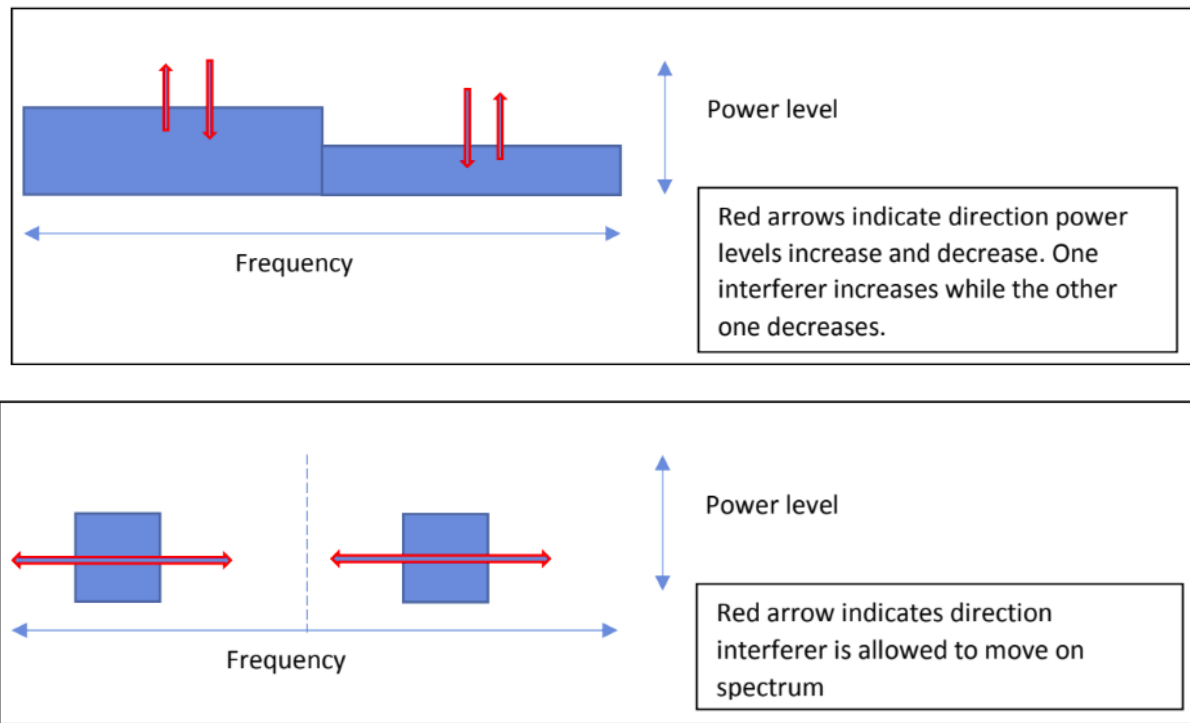 Power level
Red arrows indicate direction power
levels increase and decrease. One
interferer increases while the other
one decreases.
Frequency
Power level
Red arrow indicates direction
interferer is allowed to move on
spectrum
Frequency